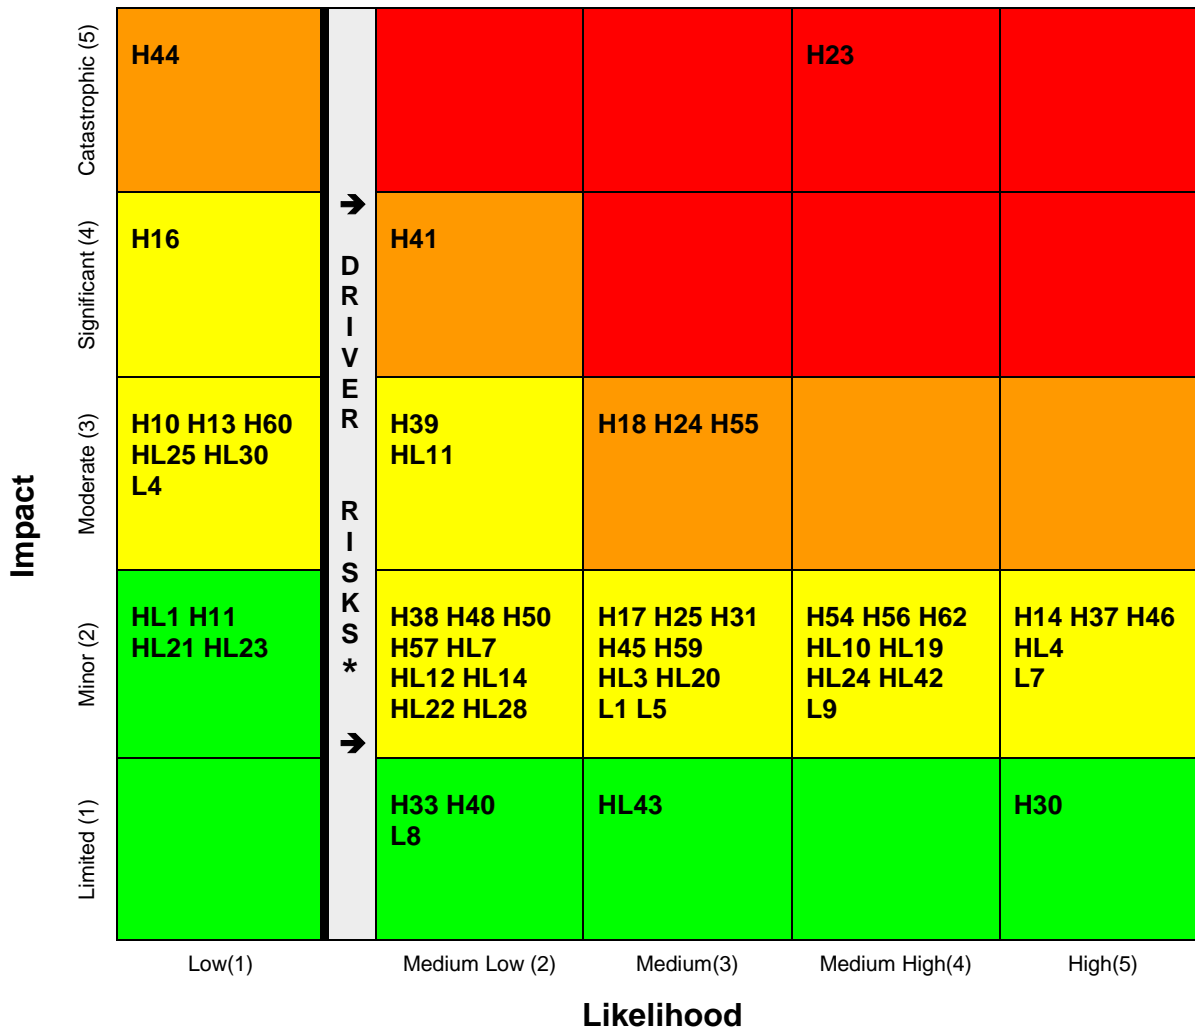 Impact
Catastrophic (5)
H44
H23
Significant (4)
H16
H41
Moderate (3)
H10 H13 H60
HL25 HL30
L4
H39
HL11
H18 H24 H55
Minor (2)
HL1 H11
HL21 HL23
H38 H48 H50
H57 HL7
HL12 HL14
HL22 HL28
H17 H25 H31
H45 H59
HL3 HL20
L1 L5
H54 H56 H62
HL10 HL19
HL24 HL42
L9
H14 H37 H46
HL4
L7
Limited (1)
H33 H40
L8
HL43
H30
➔ DRIVER RISKS* ➔
Low(1)
Medium Low (2)
Medium(3)
Medium High(4)
High(5)
Likelihood